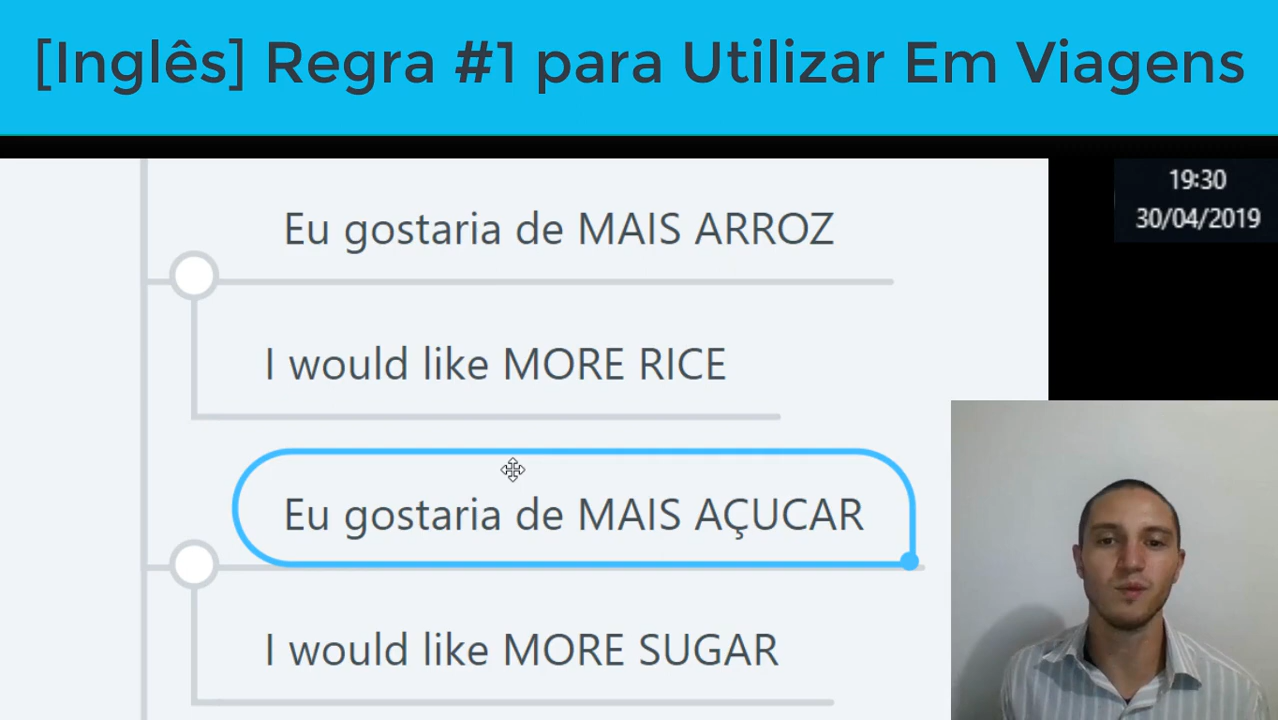 [Inglês] Regra #1 para Utilizar Em Viagens
19:30
30/04/2019
Eu gostaria de MAIS ARROZ
I would like MORE RICE
Eu gostaria de MAIS AÇUCAR
I would like MORE SUGAR